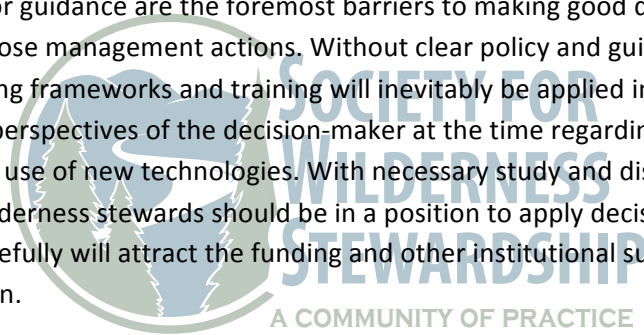 or guidance are the foremost barriers to making good
ose management actions. Without clear policy and gui
ng frameworks and training will inevitably be applied in
perspectives of the decision-maker at the time regardin
use of new technologies. With necessary study and dis
derness stewards should be in a position to apply decis
efully will attract the funding and other institutional su
n.
SOCIETY FOR
WILDERNESS
STEWARDSHIP
A COMMUNITY OF PRACTICE